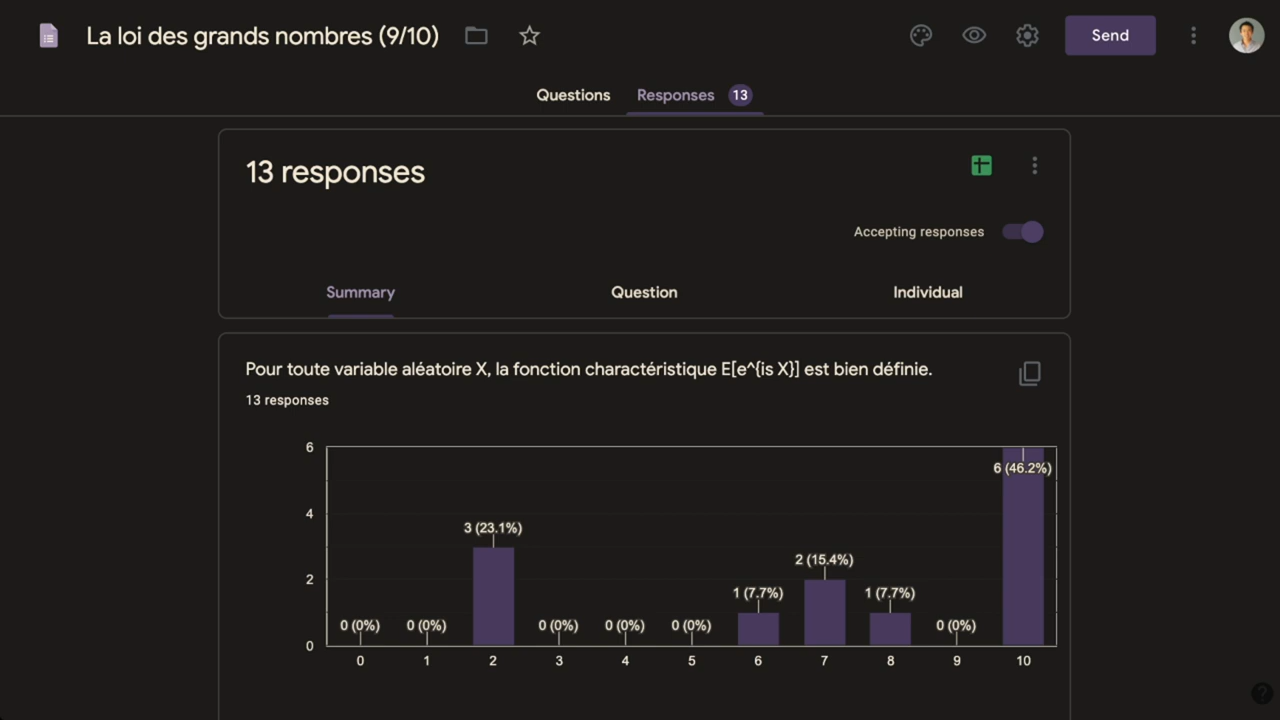 La loi des grands nombres (9/10)
Send
Questions
Responses 13
13 responses
Accepting responses
Summary
Question
Individual
Pour toute variable aléatoire X, la fonction charactéristique E[e^{is X}] est bien définie.
13 responses
6
4
2
0
0 (0%)
0 (0%)
3 (23.1%)
0 (0%)
0 (0%)
0 (0%)
1 (7.7%)
2 (15.4%)
1 (7.7%)
0 (0%)
6 (46.2%)
0 1 2 3 4 5 6 7 8 9 10
?